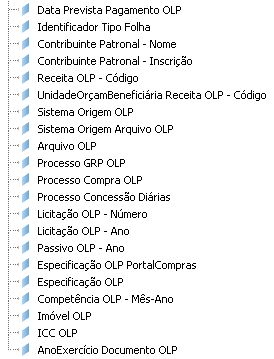 Data Prevista Pagamento OLP
Identificador Tipo Folha
Contribuinte Patronal - Nome
Contribuinte Patronal - Inscrição
Receita OLP - Código
UnidadeOrçamBeneficiária Receita OLP - Código
Sistema Origem OLP
Sistema Origem Arquivo OLP
Arquivo OLP
Processo GRP OLP
Processo Compra OLP
Processo Concessão Diárias
Licitação OLP - Número
Licitação OLP - Ano
Passivo OLP - Ano
Especificação OLP PortalCompras
Especificação OLP
Competência OLP - Mês-Ano
Imóvel OLP
ICC OLP
AnoExercício Documento OLP